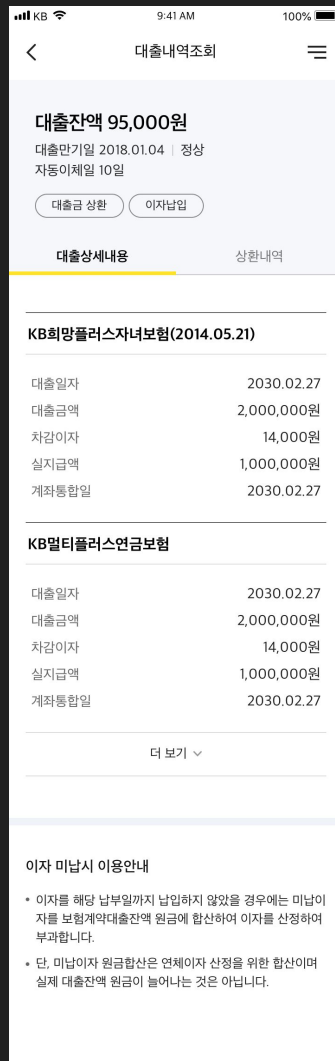 KB
9:41 AM
100%
대출내역조회
대출잔액 95,000원
대출만기일 2018.01.04 | 정상
자동이체일 10일
대출금 상환
이자납입
대출상세내용
상환내역
KB희망플러스자녀보험(2014.05.21)
대출일자 2030.02.27
대출금액 2,000,000원
차감이자 14,000원
실지급액 1,000,000원
계좌통합일 2030.02.27
KB멀티플러스연금보험
대출일자 2030.02.27
대출금액 2,000,000원
차감이자 14,000원
실지급액 1,000,000원
계좌통합일 2030.02.27
더 보기
이자 미납시 이용안내
• 이자를 해당 납부일까지 납입하지 않았을 경우에는 미납이
자를 보험계약대출잔액 원금에 합산하여 이자를 산정하여
부과합니다.
• 단, 미납이자 원금합산은 연체이자 산정을 위한 합산이며
실제 대출잔액 원금이 늘어나는 것은 아닙니다.